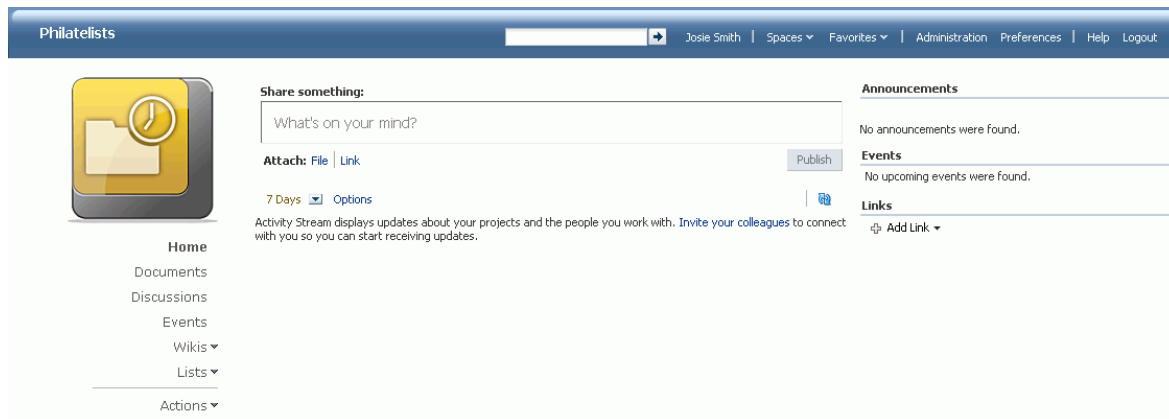 Philatelists
Josie Smith | Spaces Favorites | Administration Preferences | Help Logout
Share something:
What's on your mind?
Attach: File | Link
Publish
7 Days Options
Activity Stream displays updates about your projects and the people you work with. Invite your colleagues to connect
with you so you can start receiving updates.
Home
Documents
Discussions
Events
Wikis
Lists
Actions
Announcements
No announcements were found.
Events
No upcoming events were found.
Links
Add Link